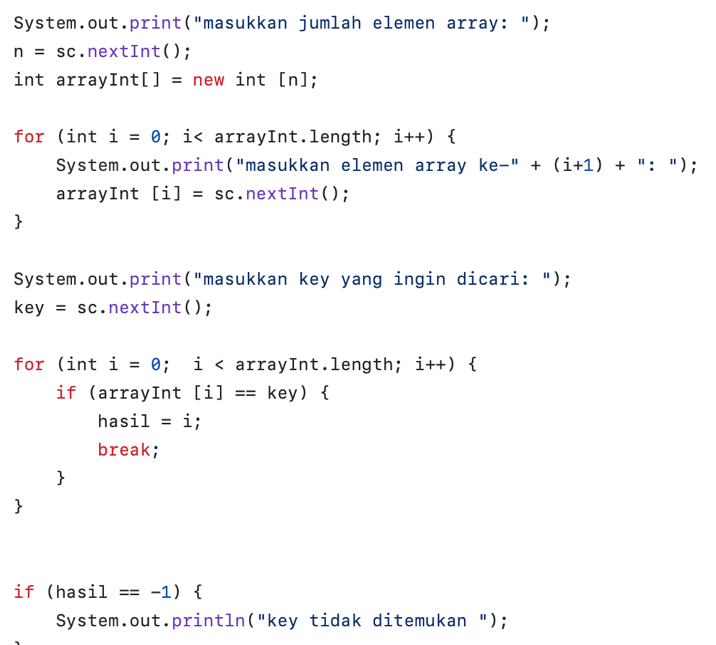 System.out.print("masukkan jumlah elemen array: ");
n = sc.nextInt();
int arrayInt[] = new int [n];

for (int i = 0; i< arrayInt.length; i++) {
    System.out.print("masukkan elemen array ke-" + (i+1) + ": ");
    arrayInt [i] = sc.nextInt();
}

System.out.print("masukkan key yang ingin dicari: ");
key = sc.nextInt();

for (int i = 0;  i < arrayInt.length; i++) {
    if (arrayInt [i] == key) {
        hasil = i;
        break;
    }
}


if (hasil == -1) {
    System.out.println("key tidak ditemukan ");
}